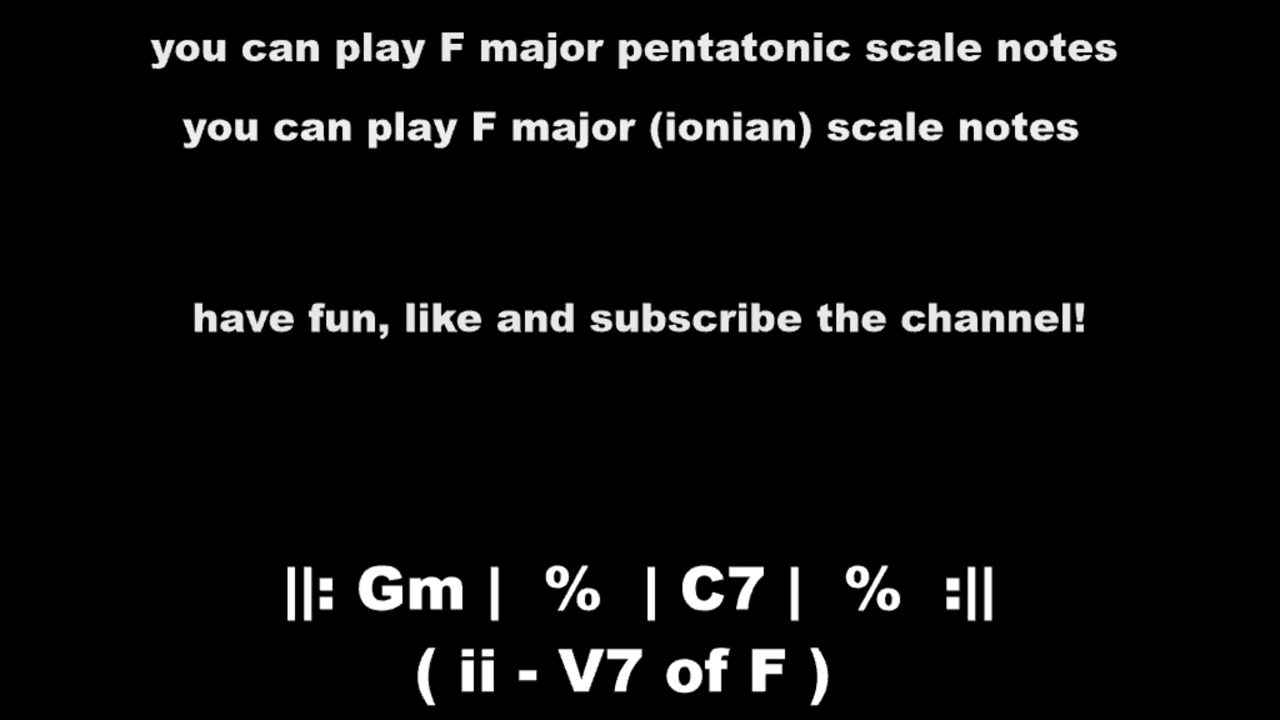 you can play F major pentatonic scale notes
you can play F major (ionian) scale notes
have fun, like and subscribe the channel!
||: Gm | % | C7 | % :||
( ii - V7 of F )